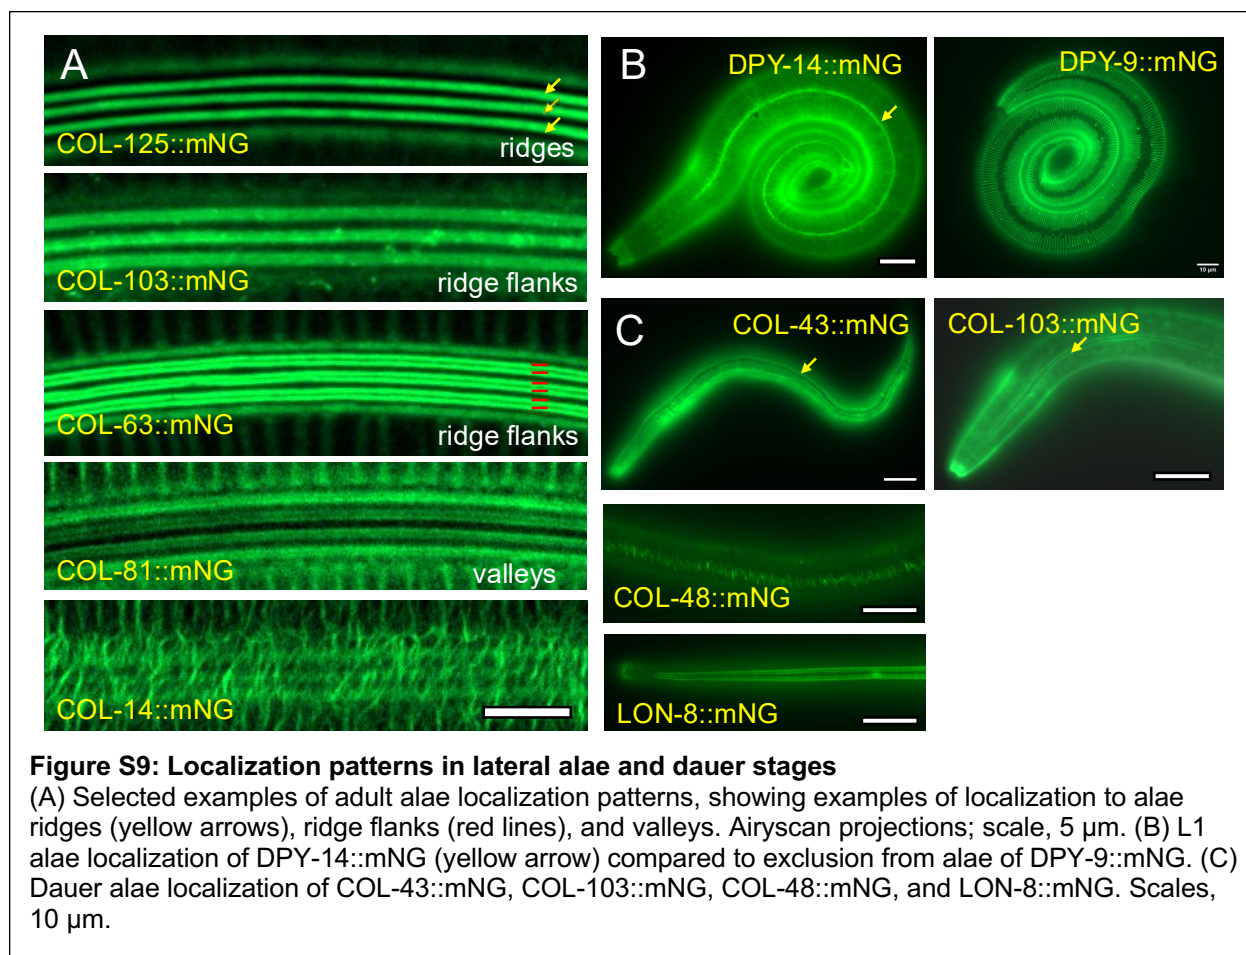 A
COL-125::mNG
ridges
COL-103::mNG
ridge flanks
COL-63::mNG
ridge flanks
COL-81::mNG
valleys
COL-14::mNG
B
DPY-14::mNG
DPY-9::mNG
10 µm
C
COL-43::mNG
COL-103::mNG
COL-48::mNG
LON-8::mNG
Figure S9: Localization patterns in lateral alae and dauer stages
(A) Selected examples of adult alae localization patterns, showing examples of localization to alae
ridges (yellow arrows), ridge flanks (red lines), and valleys. Airyscan projections; scale, 5 µm. (B) L1
alae localization of DPY-14::mNG (yellow arrow) compared to exclusion from alae of DPY-9::mNG. (C)
Dauer alae localization of COL-43::mNG, COL-103::mNG, COL-48::mNG, and LON-8::mNG. Scales,
10 µm.